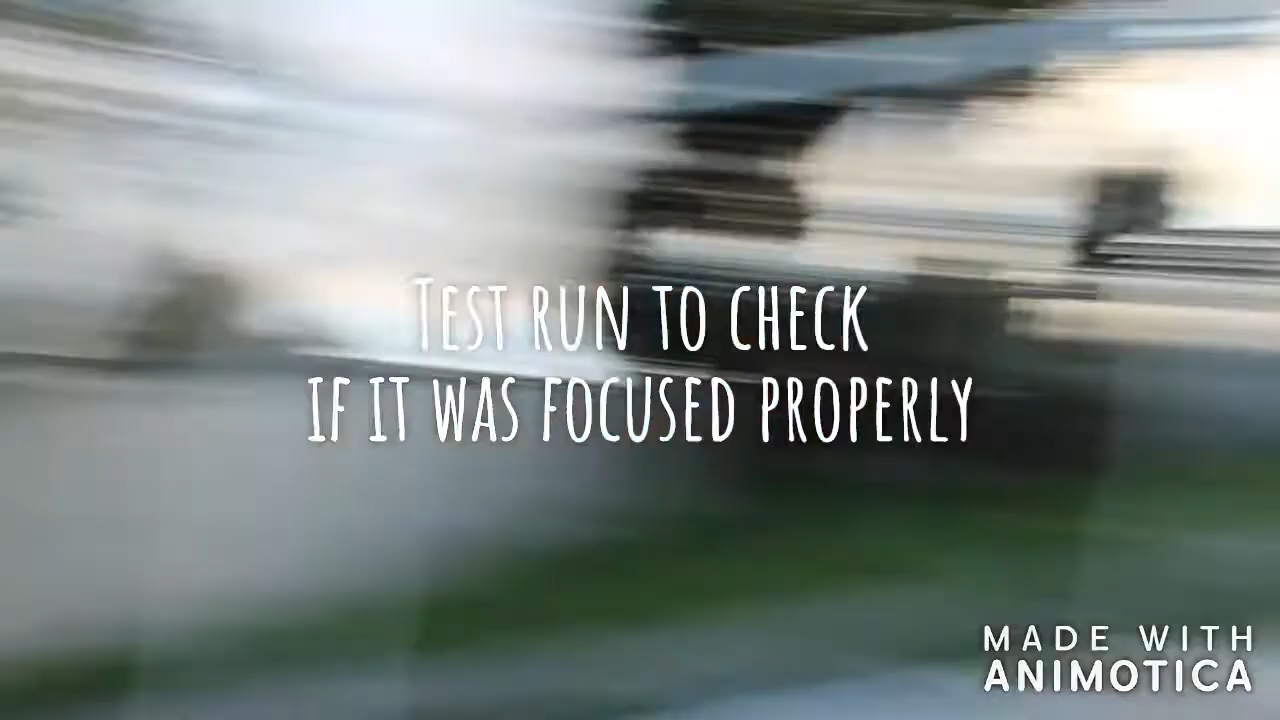 Test run to check
if it was focused properly
MADE WITH
ANIMOTICA